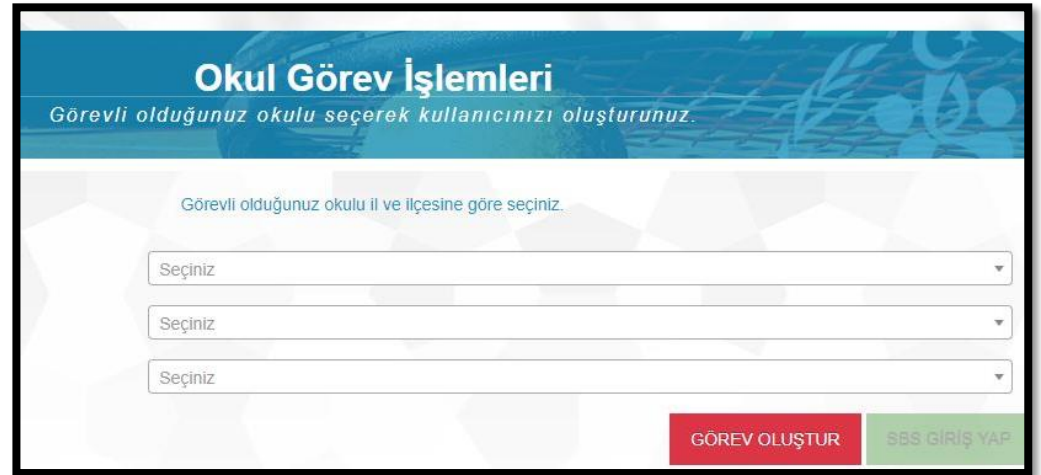 Okul Görev İşlemleri
Görevli olduğunuz okulu seçerek kullanıcınızı oluşturunuz.
Görevli olduğunuz okulu il ve ilçesine göre seçiniz.
Seçiniz
Seçiniz
Seçiniz
GÖREV OLUŞTUR
SBS GİRİŞ YAP